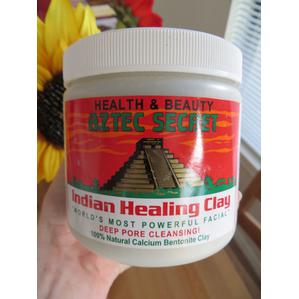 HEALTH & BEAUTY
AZTEC SECRET
Indian Healing Clay
"WORLD'S MOST POWERFUL FACIAL"
DEEP PORE CLEANSING!
100% Natural Calcium Bentonite Clay